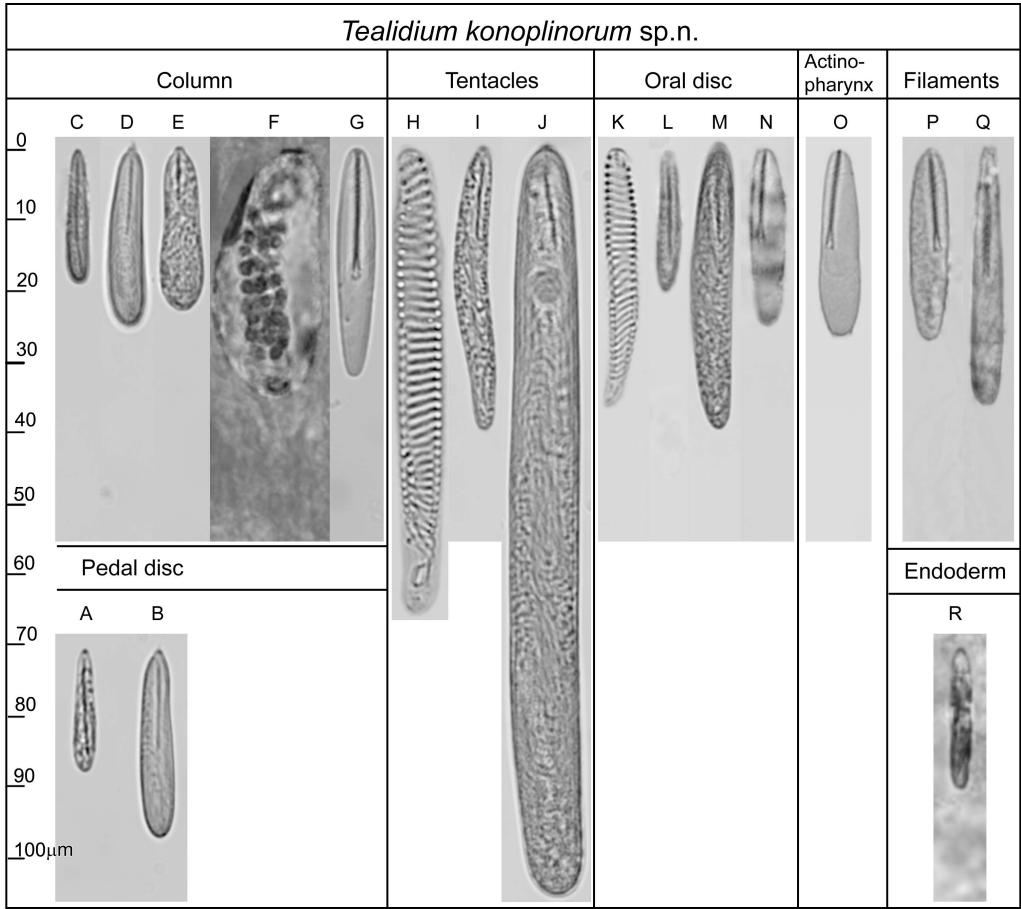 Tealidium konoplinorum sp.n.
Column
Tentacles
Oral disc
Actino-
pharynx
Filaments
C D E F G H I J K L M N O P Q
0
10
20
30
40
50
60
Pedal disc
Endoderm
A B
R
70
80
90
100µm